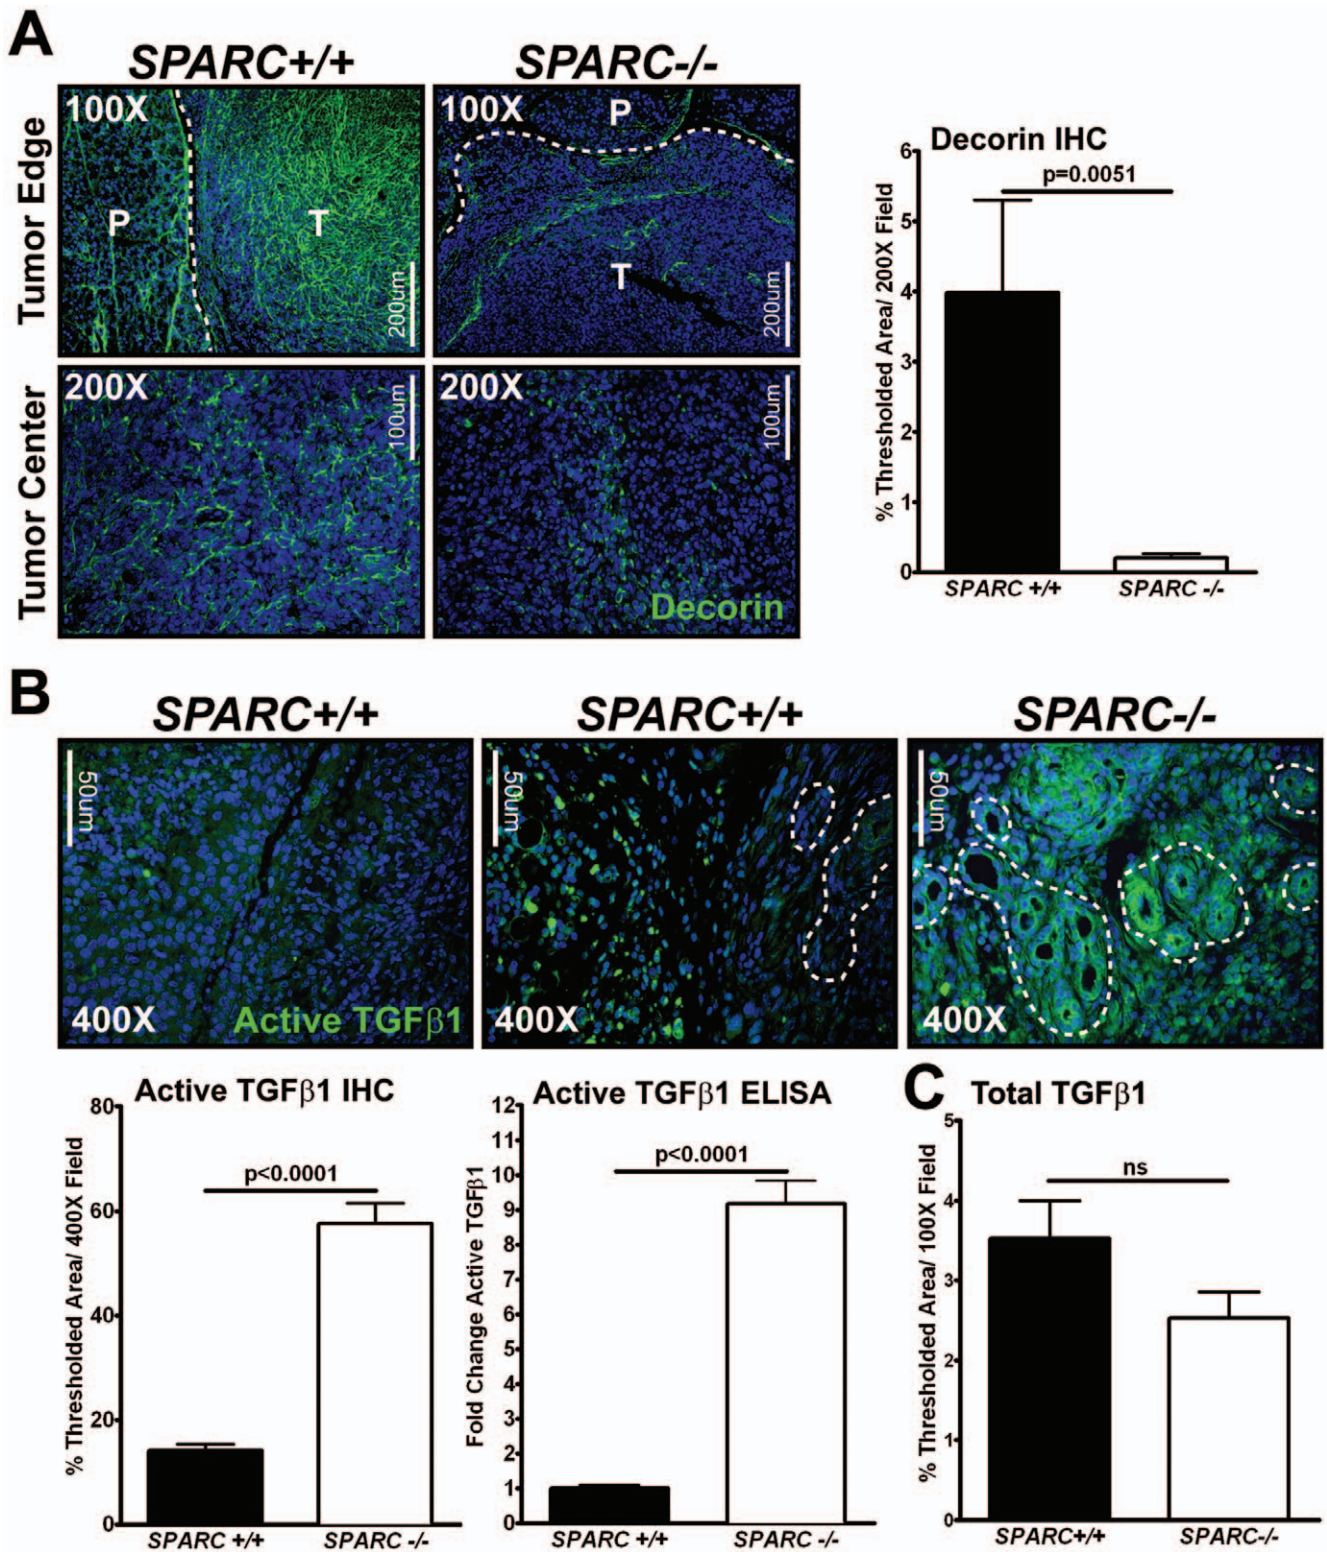 A
SPARC+/+
SPARC-/-
Tumor Edge
100X
P
T
200um
100X
P
T
200um
Tumor Center
200X
100um
200X
100um
Decorin
Decorin IHC
p=0.0051
% Thresholded Area/ 200X Field
6
5
4
3
2
1
0
SPARC +/+
SPARC -/-
B
SPARC+/+
SPARC+/+
SPARC-/-
50um
400X
Active TGFβ1
50um
400X
50um
400X
Active TGFβ1 IHC
p<0.0001
% Thresholded Area/ 400X Field
80
60
40
20
0
SPARC +/+
SPARC -/-
Active TGFβ1 ELISA
p<0.0001
Fold Change Active TGFβ1
12
11
10
9
8
7
6
5
4
3
2
1
0
SPARC +/+
SPARC -/-
C
Total TGFβ1
ns
% Thresholded Area/ 100X Field
5
4
3
2
1
0
SPARC+/+
SPARC-/-